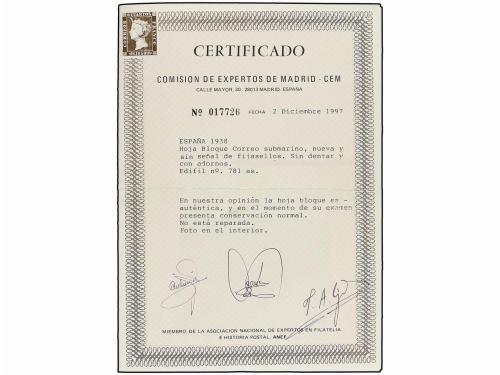 CERTIFICADO
COMISION DE EXPERTOS DE MADRID - CEM
CALLE MAYOR, 30. 28013 MADRID. ESPAÑA
Nº 017726 FECHA 2 Diciembre 1997
ESPAÑA 1938
Hoja Bloque Correo submarino, nueva y
sin señal de fijasellos. Sin dentar y
con adornos.
Edifil nº. 781 aa.
En nuestra opinión la hoja bloque es -
auténtica, y en el momento de su examen
presenta conservación normal.
No está reparada.
Foto en el interior.
MIEMBRO DE LA ASOCIACION NACIONAL DE EXPERTOS EN FILATELIA
E HISTORIA POSTAL. ANEF.